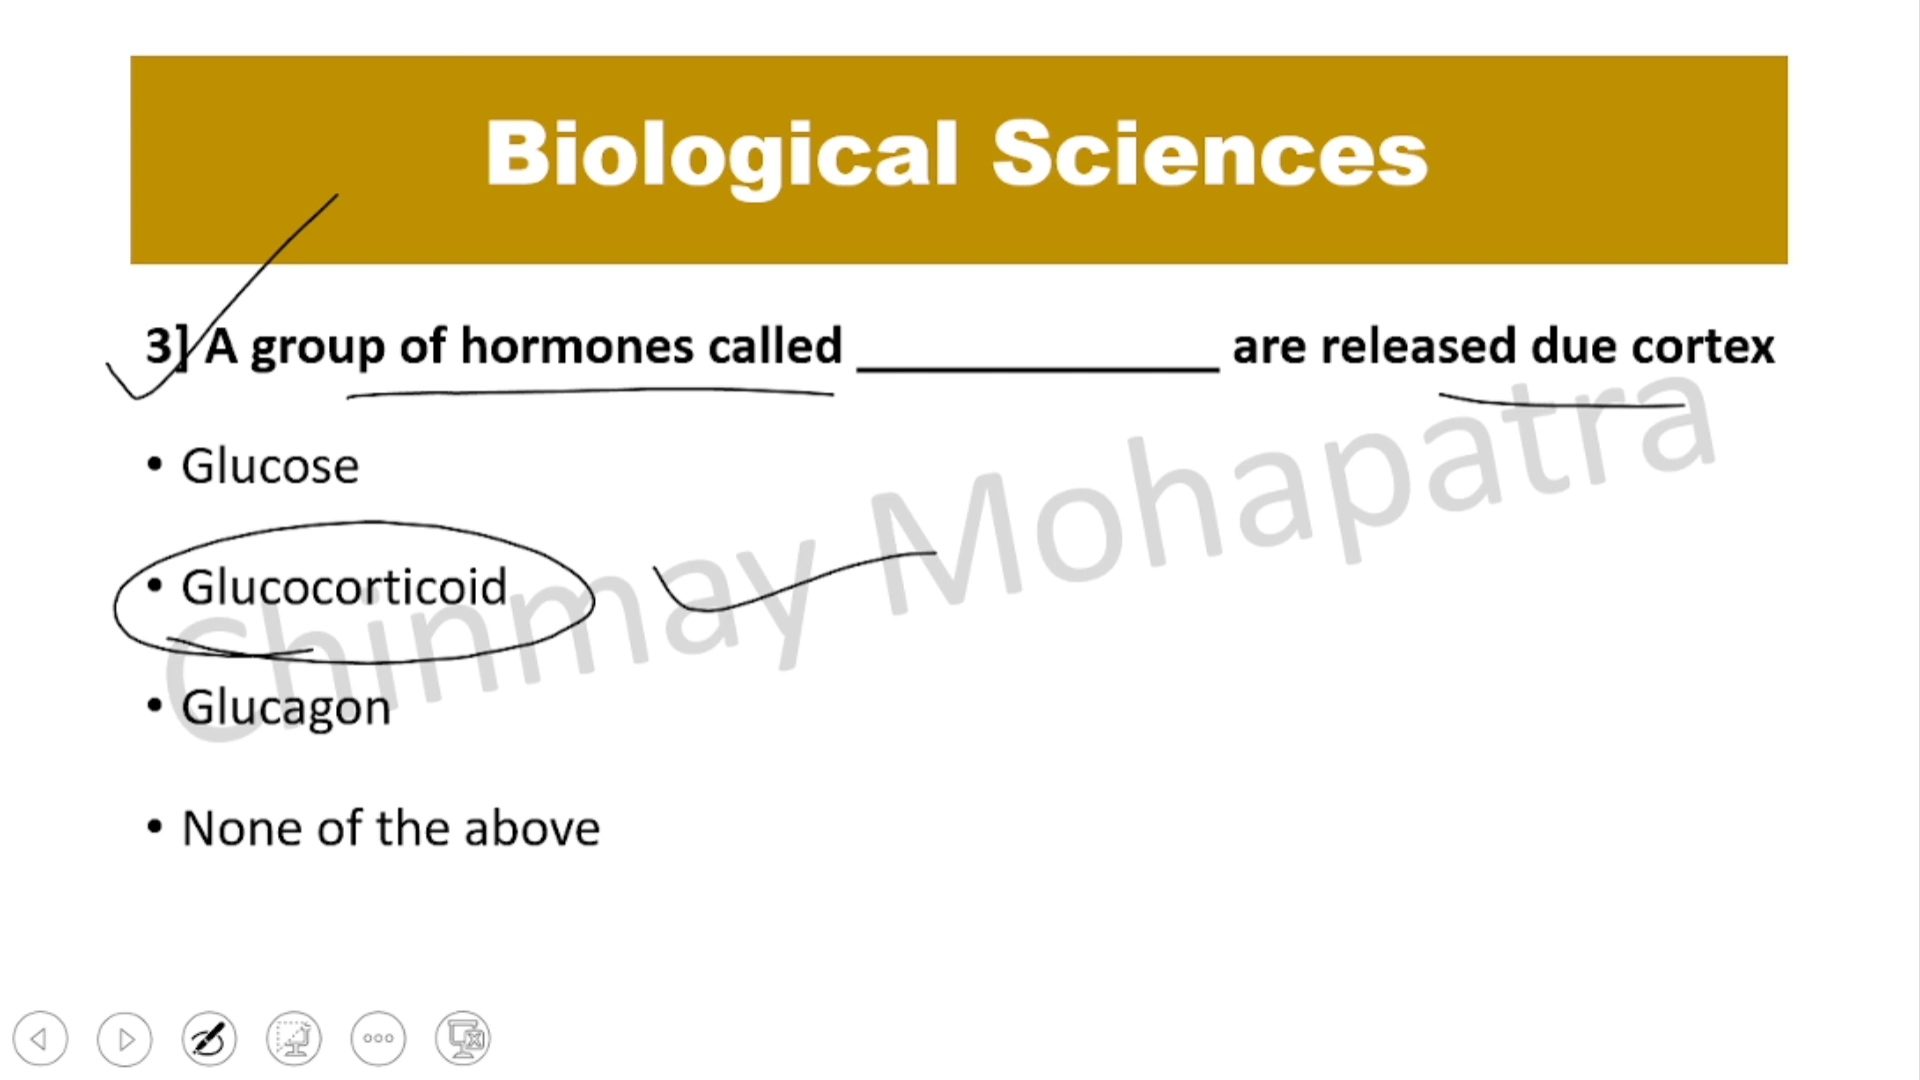 Biological Sciences
3] A group of hormones called ______________ are released due cortex
• Glucose
• Glucocorticoid
• Glucagon
• None of the above
Chinmay Mohapatra